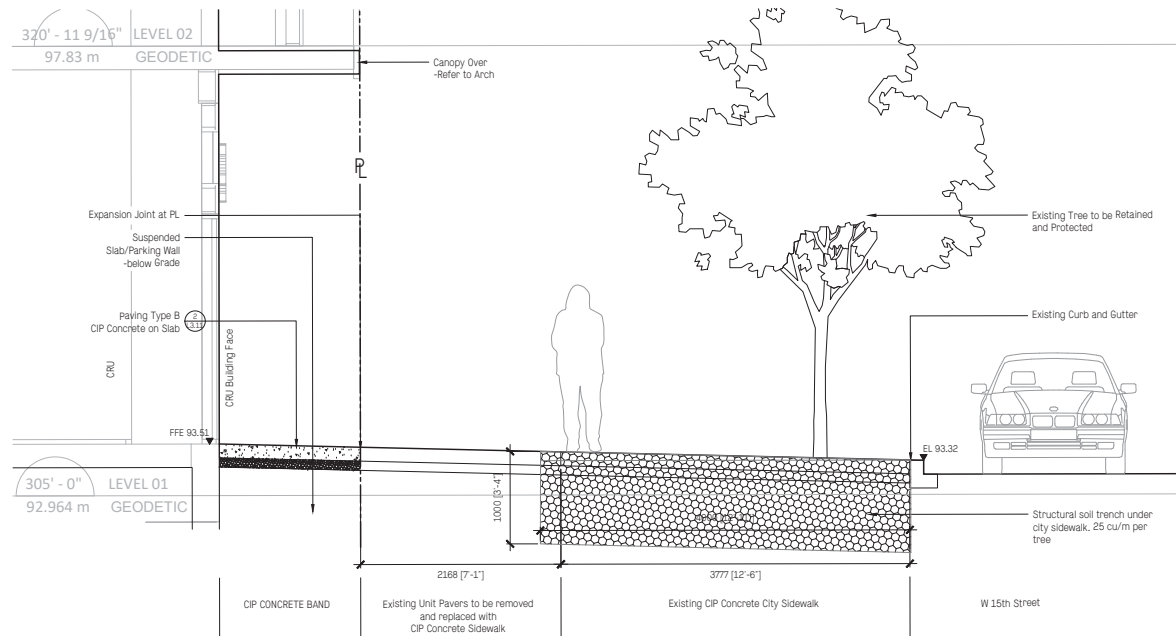 320' - 11 9/16" LEVEL 02
97.83 m GEODETIC
Canopy Over
-Refer to Arch
PL
Expansion Joint at PL
Suspended
Slab/Parking Wall
-below Grade
Existing Tree to be Retained
and Protected
Paving Type B
CIP Concrete on Slab
2
3.11
Existing Curb and Gutter
CRU
CRU Building Face
FFE 93.51
EL 93.32
305' - 0" LEVEL 01
92.964 m GEODETIC
1000 [3'-4"]
Structural soil trench under
city sidewalk. 25 cu/m per
tree
2168 [7'-1"]
3777 [12'-6"]
CIP CONCRETE BAND
Existing Unit Pavers to be removed
and replaced with
CIP Concrete Sidewalk
Existing CIP Concrete City Sidewalk
W 15th Street